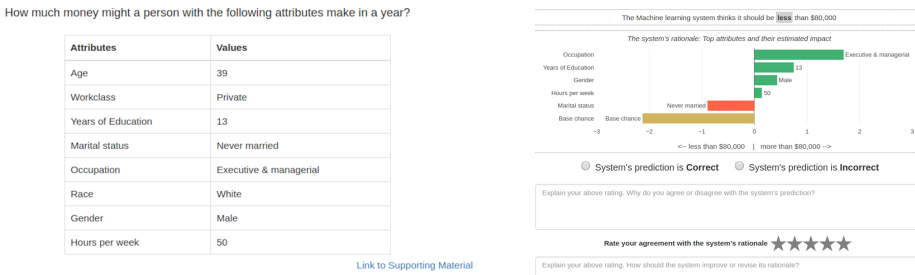 How much money might a person with the following attributes make in a year?
Attributes Values
Age 39
Workclass Private
Years of Education 13
Marital status Never married
Occupation Executive & managerial
Race White
Gender Male
Hours per week 50
Link to Supporting Material
The Machine learning system thinks it should be less than $80,000
The system's rationale: Top attributes and their estimated impact
Occupation Executive & managerial
Years of Education 13
Gender Male
Hours per week 50
Marital status Never married
Base chance Base chance
−3 −2 −1 0 1 2 3
<-- less than $80,000 | more than $80,000 -->
System's prediction is Correct System's prediction is Incorrect
Explain your above rating. Why do you agree or disagree with the system's prediction?
Rate your agreement with the system's rationale
Explain your above rating. How should the system improve or revise its rationale?